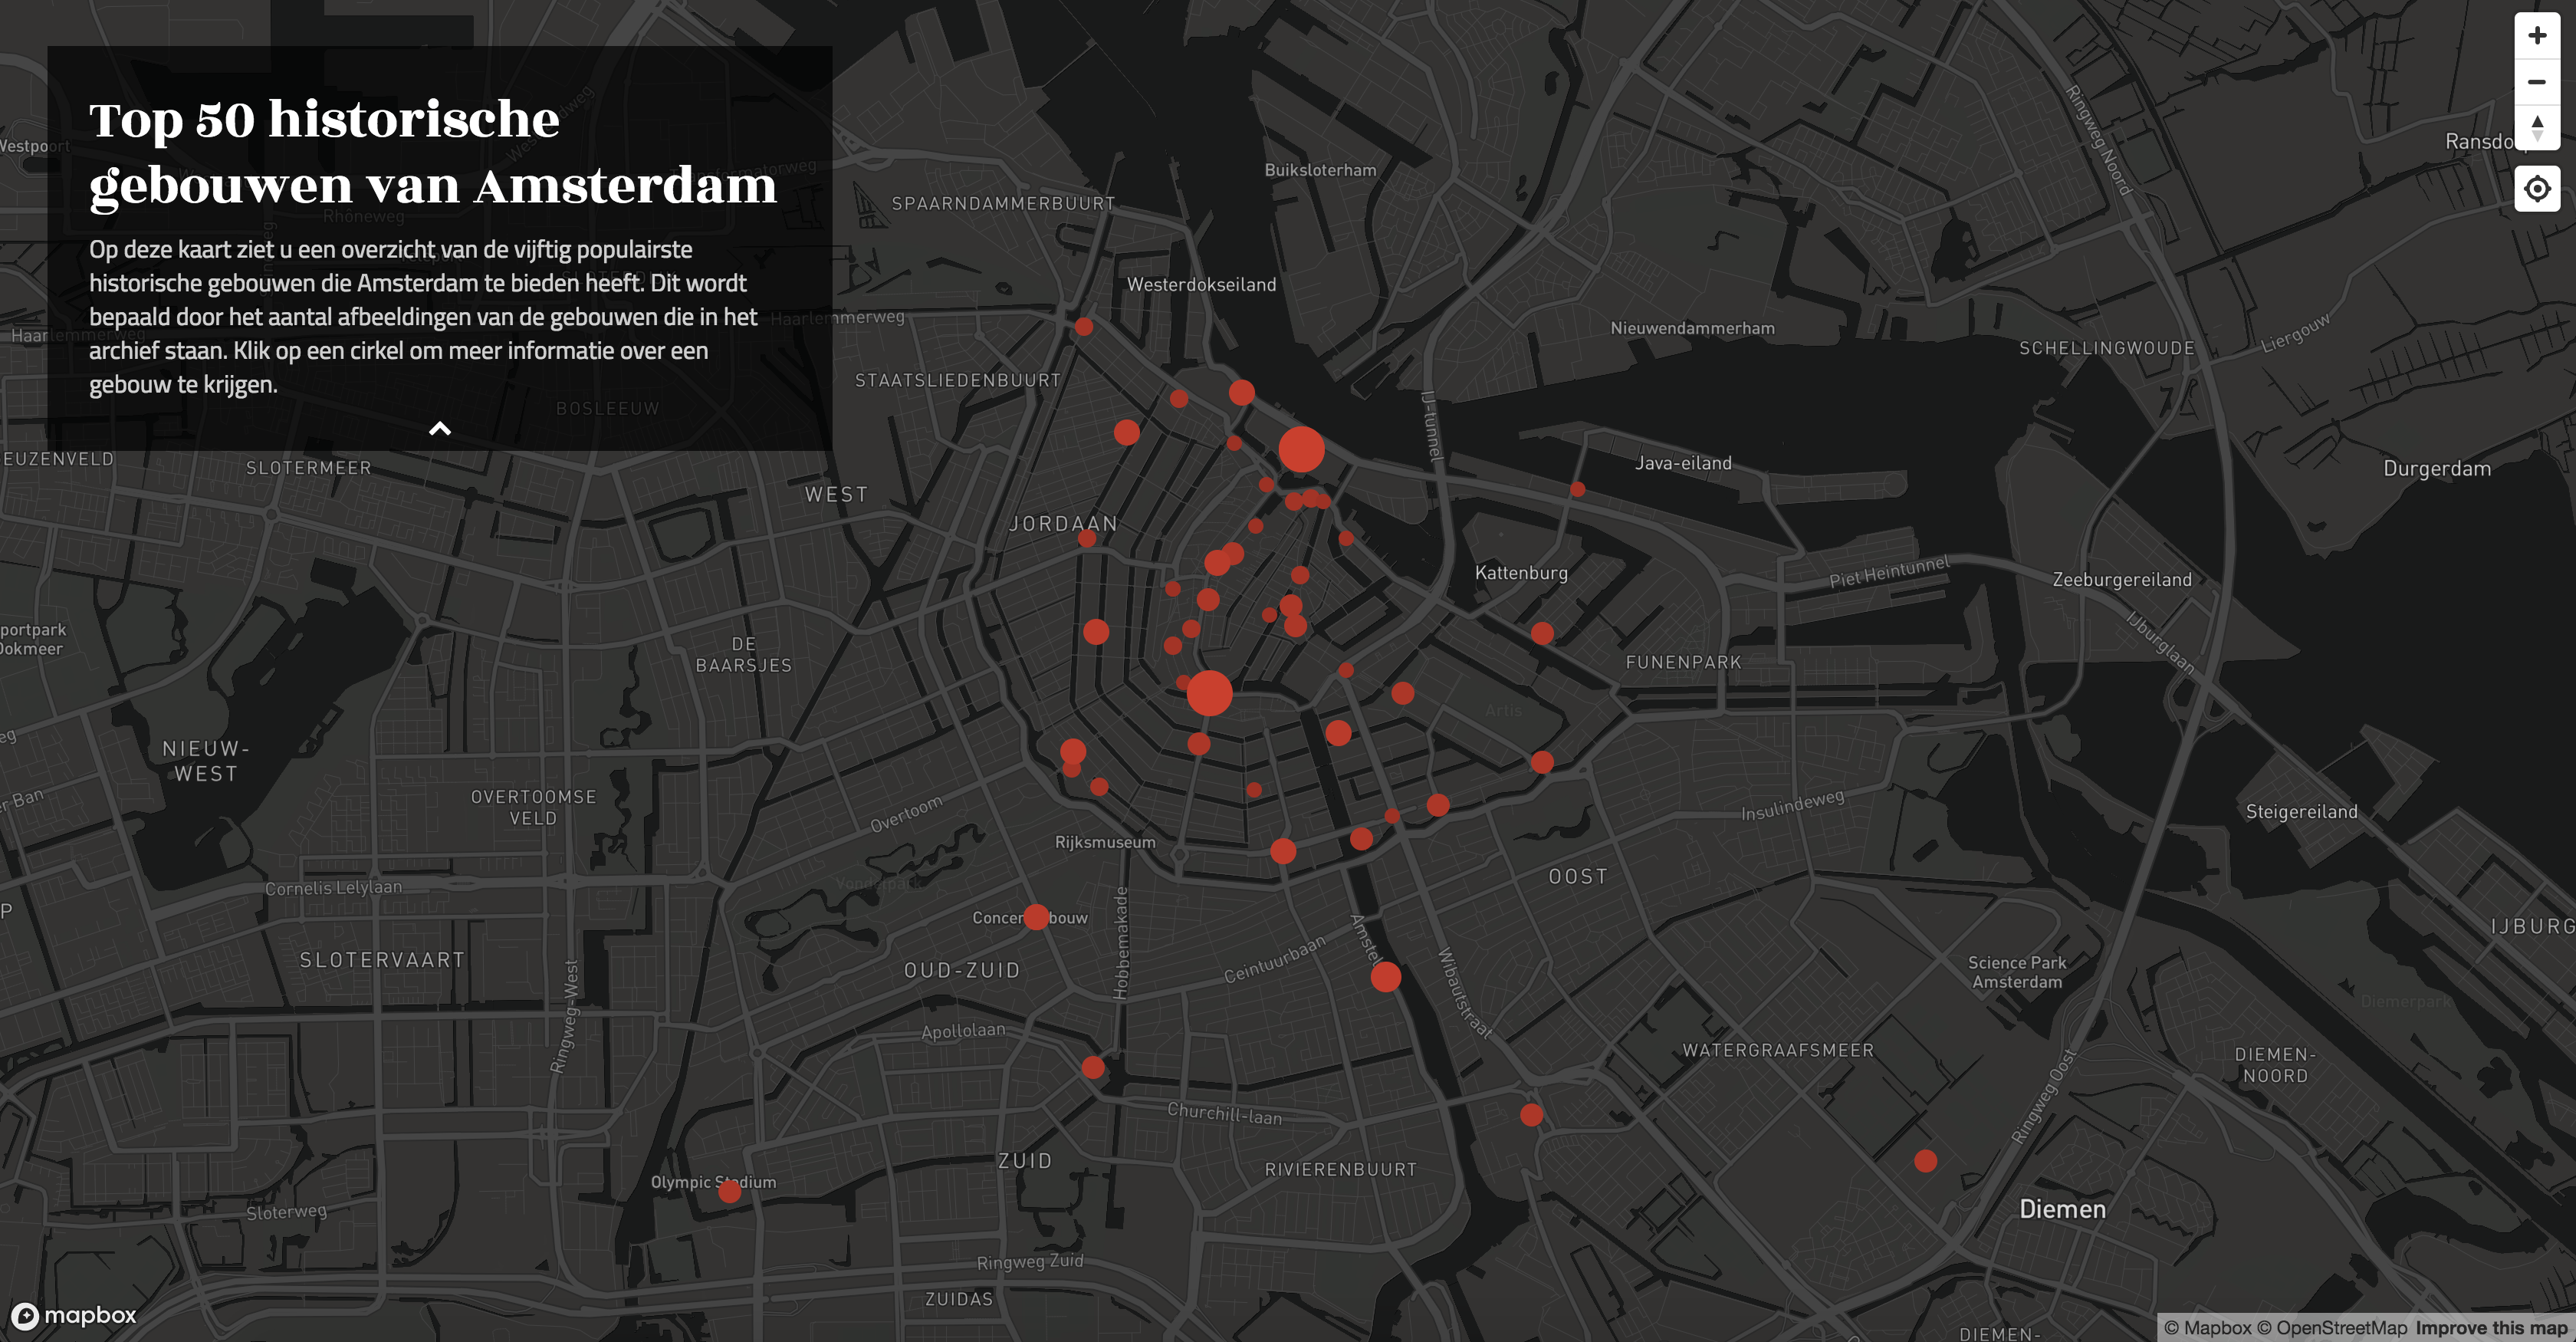 Top 50 historische
gebouwen van Amsterdam
Op deze kaart ziet u een overzicht van de vijftig populairste
historische gebouwen die Amsterdam te bieden heeft. Dit wordt
bepaald door het aantal afbeeldingen van de gebouwen die in het
archief staan. Klik op een cirkel om meer informatie over een
gebouw te krijgen.
Rhôneweg
Haarlemmerweg
BOSLEEUW
Haarlemmerweg
SPAARNDAMMERBUURT
Buiksloterham
Ringweg Noord
Westerdokseiland
Nieuwendammerham
SCHELLINGWOUDE
Liergouw
STAATSLIEDENBUURT
IJ-tunnel
EUZENVELD
SLOTERMEER
WEST
Java-eiland
Durgerdam
JORDAAN
Kattenburg
Piet Heintunnel
Zeeburgereiland
IJburglaan
portpark
Ookmeer
DE
BAARSJES
FUNENPARK
Artis
NIEUW-
WEST
OVERTOOMSE
VELD
Overtoom
Insulindeweg
Steigereiland
Rijksmuseum
Vondelpark
Cornelis Lelylaan
OOST
SLOTERVAART
OUD-ZUID
Hobbemakade
Ceintuurbaan
Amstel
Wibautstraat
Science Park
Amsterdam
IJBURG
Diemerpark
Ringweg-West
Apollolaan
WATERGRAAFSMEER
DIEMEN-
NOORD
Ringweg Oost
Churchill-laan
ZUID
RIVIERENBUURT
Sloterweg
Diemen
Ringweg Zuid
ZUIDAS
DIEMEN-
mapbox
© Mapbox © OpenStreetMap Improve this map